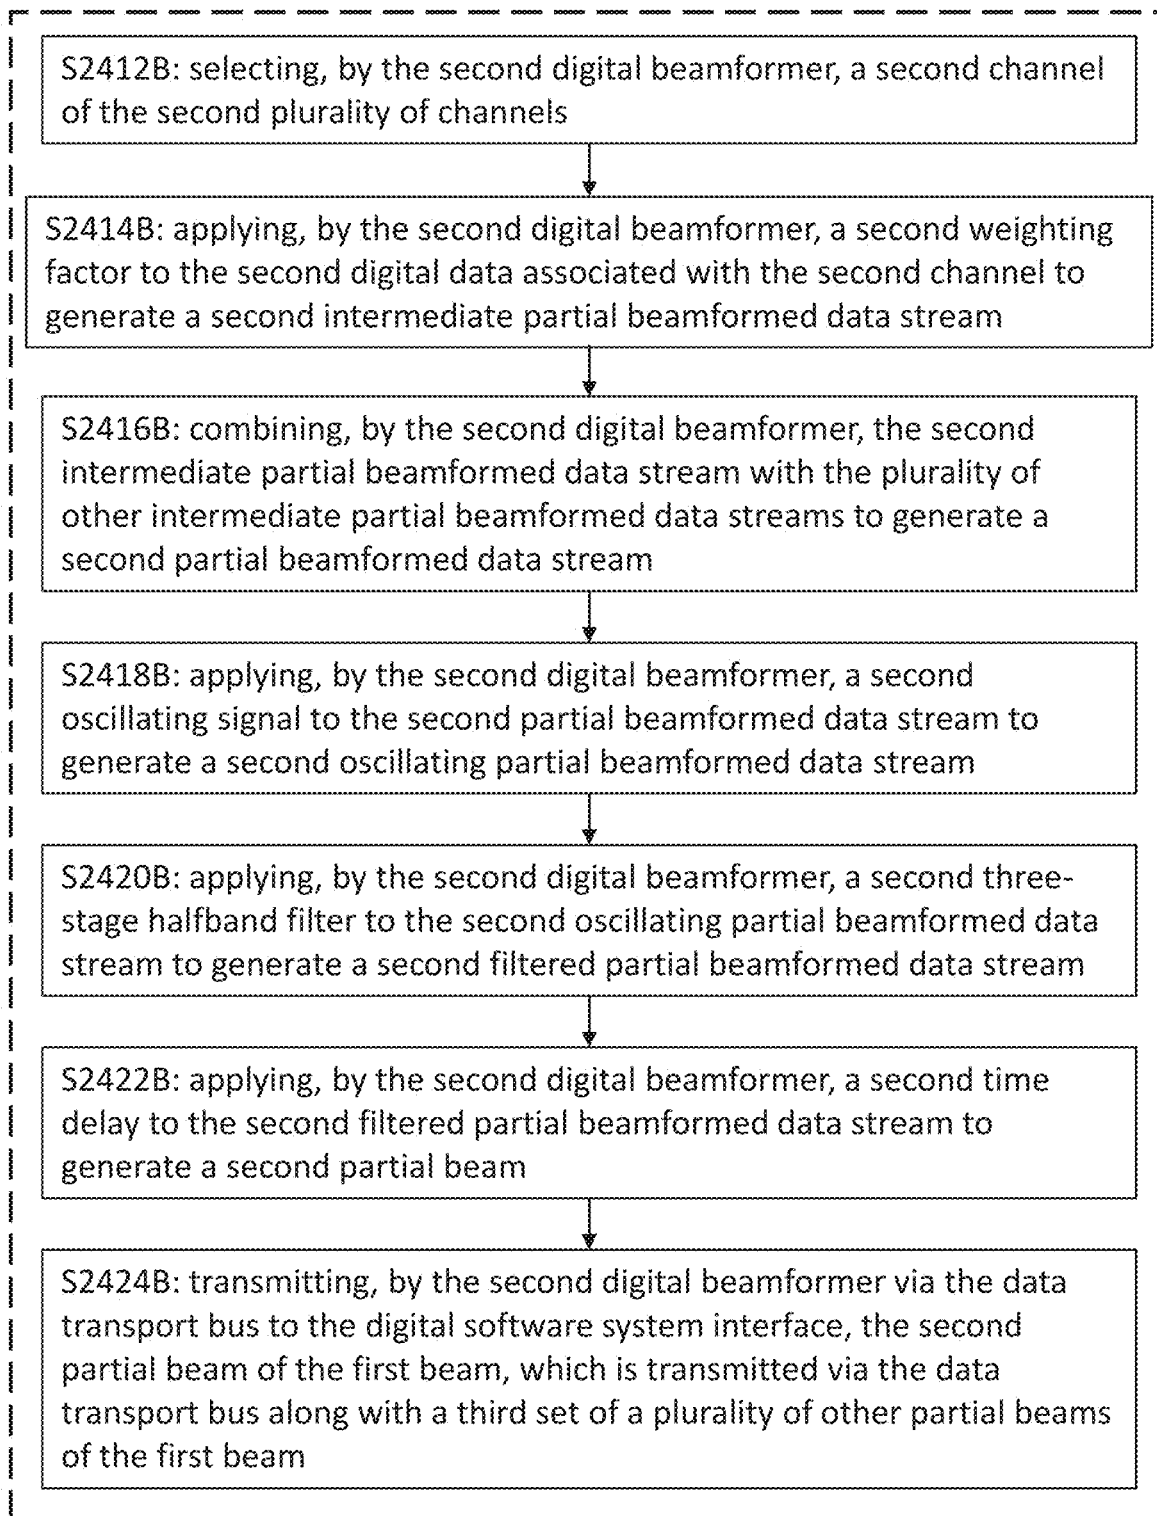 S2412B: selecting, by the second digital beamformer, a second channel
of the second plurality of channels
S2414B: applying, by the second digital beamformer, a second weighting
factor to the second digital data associated with the second channel to
generate a second intermediate partial beamformed data stream
S2416B: combining, by the second digital beamformer, the second
intermediate partial beamformed data stream with the plurality of
other intermediate partial beamformed data streams to generate a
second partial beamformed data stream
S2418B: applying, by the second digital beamformer, a second
oscillating signal to the second partial beamformed data stream to
generate a second oscillating partial beamformed data stream
S2420B: applying, by the second digital beamformer, a second three-
stage halfband filter to the second oscillating partial beamformed data
stream to generate a second filtered partial beamformed data stream
S2422B: applying, by the second digital beamformer, a second time
delay to the second filtered partial beamformed data stream to
generate a second partial beam
S2424B: transmitting, by the second digital beamformer via the data
transport bus to the digital software system interface, the second
partial beam of the first beam, which is transmitted via the data
transport bus along with a third set of a plurality of other partial beams
of the first beam